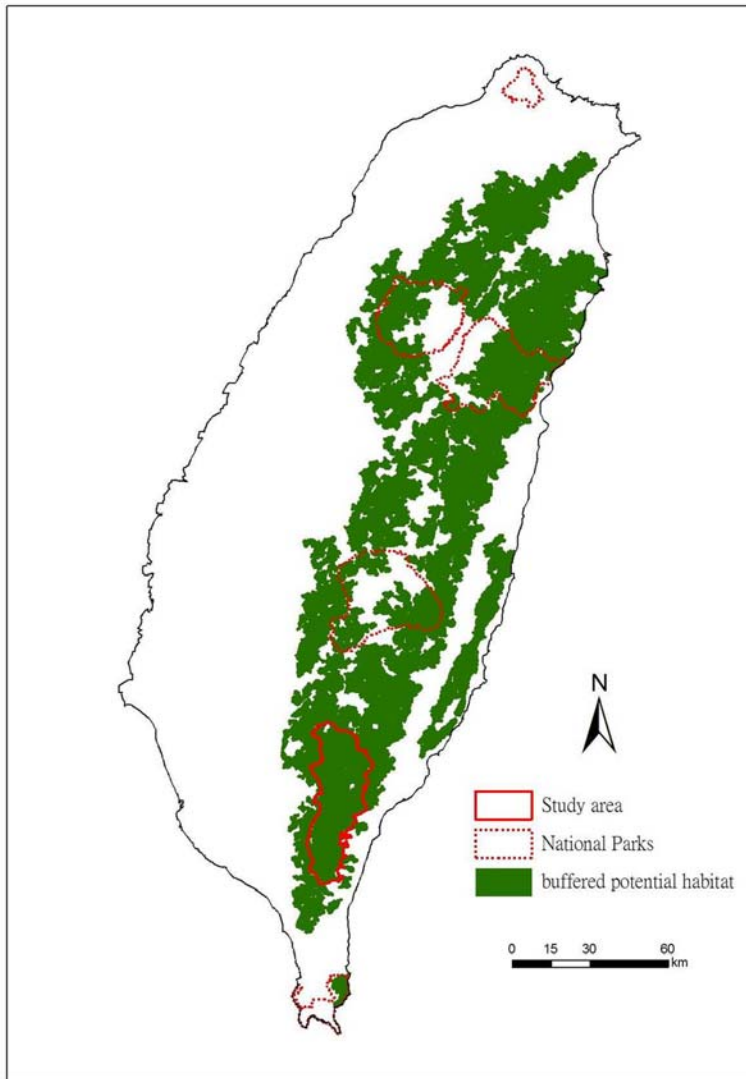 N
Study area
National Parks
buffered potential habitat
0 15 30 60
km